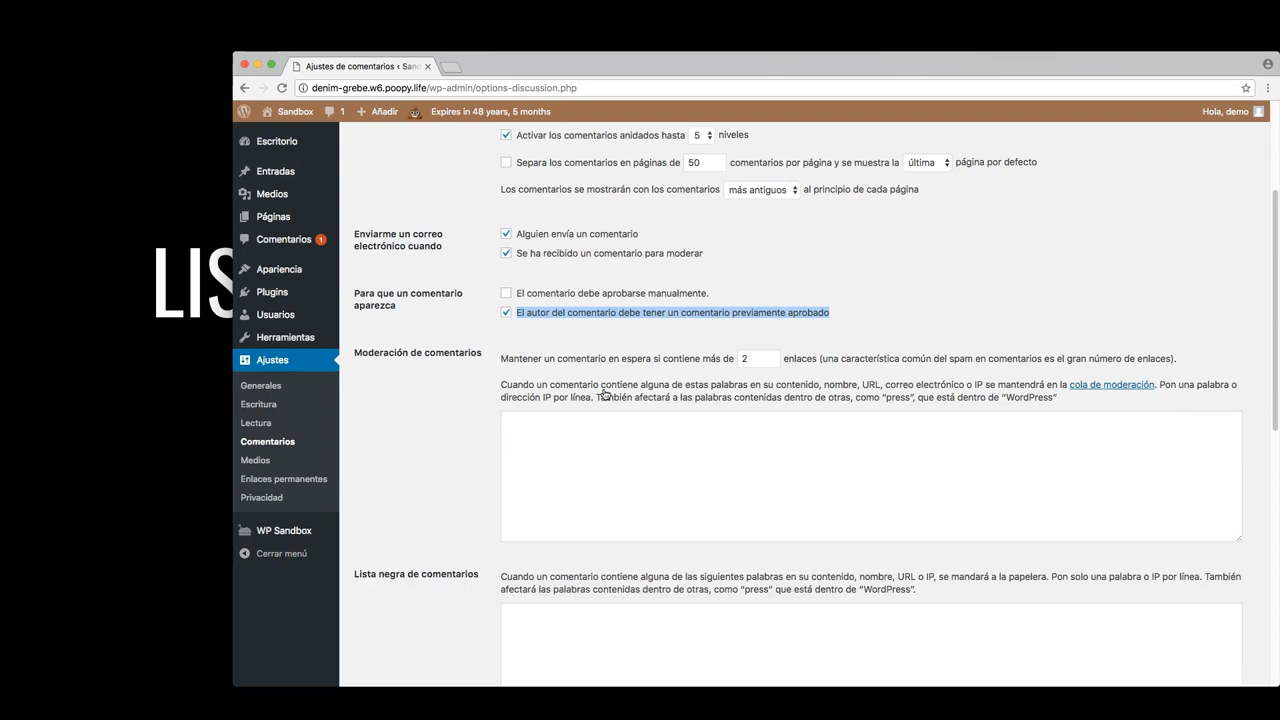 Ajustes de comentarios ‹ Sand
denim-grebe.w6.poopy.life/wp-admin/options-discussion.php
Sandbox 1 + Añadir Expires in 48 years, 5 months Hola, demo
LIS
Escritorio
Entradas
Medios
Páginas
Comentarios 1
Apariencia
Plugins
Usuarios
Herramientas
Ajustes
Generales
Escritura
Lectura
Comentarios
Medios
Enlaces permanentes
Privacidad
WP Sandbox
Cerrar menú
Activar los comentarios anidados hasta 5 niveles
Separa los comentarios en páginas de 50 comentarios por página y se muestra la última página por defecto
Los comentarios se mostrarán con los comentarios más antiguos al principio de cada página
Enviarme un correo
electrónico cuando
Alguien envía un comentario
Se ha recibido un comentario para moderar
Para que un comentario
aparezca
El comentario debe aprobarse manualmente.
El autor del comentario debe tener un comentario previamente aprobado
Moderación de comentarios
Mantener un comentario en espera si contiene más de 2 enlaces (una característica común del spam en comentarios es el gran número de enlaces).
Cuando un comentario contiene alguna de estas palabras en su contenido, nombre, URL, correo electrónico o IP se mantendrá en la cola de moderación. Pon una palabra o
dirección IP por línea. También afectará a las palabras contenidas dentro de otras, como “press”, que está dentro de “WordPress”
Lista negra de comentarios
Cuando un comentario contiene alguna de las siguientes palabras en su contenido, nombre, URL o IP, se mandará a la papelera. Pon solo una palabra o IP por línea. También
afectará las palabras contenidas dentro de otras, como “press” que está dentro de “WordPress”.